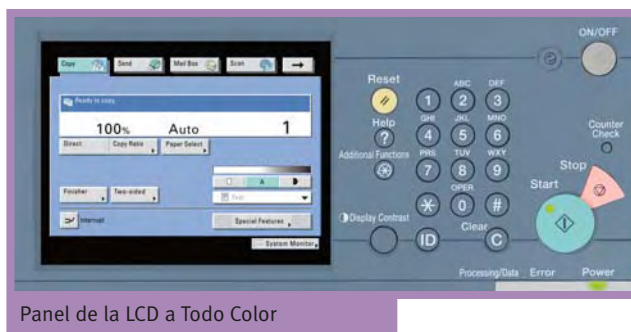 ON/OFF
Copy Send Mail Box Scan
Ready to copy.
100% Auto 1
Direct Copy Ratio Paper Select
A
Finisher Two-sided
Text
Interrupt Special Features
System Monitor
Reset
Help
Additional Functions
Display Contrast
ABC DEF
1 2 3
GHI JKL MNO
4 5 6
PRS TUV WXY
7 8 9
OPER
* 0 #
Clear
ID C
Counter
Check
Stop
Start
Processing/Data Error Power
Panel de la LCD a Todo Color